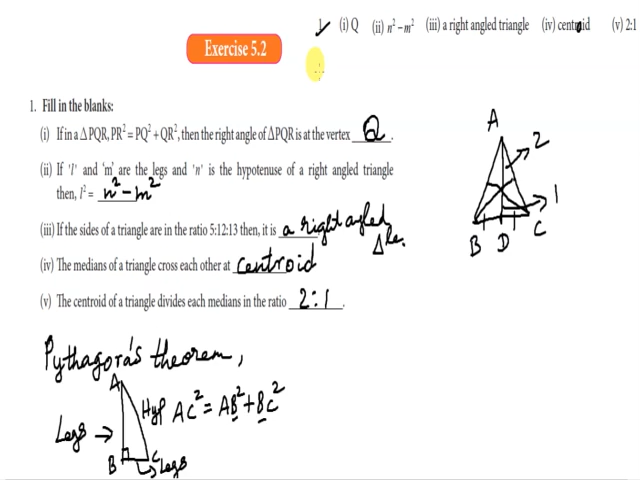 1. (i) Q (ii) n² – m² (iii) a right angled triangle (iv) centroid (v) 2:1
Exercise 5.2
1. Fill in the blanks:
(i) If in a ΔPQR, PR² = PQ² + QR², then the right angle of ΔPQR is at the vertex Q.
(ii) If 'l' and 'm' are the legs and 'n' is the hypotenuse of a right angled triangle
then, l² = n² – m²
(iii) If the sides of a triangle are in the ratio 5:12:13 then, it is a right angled
Δle.
(iv) The medians of a triangle cross each other at centroid
(v) The centroid of a triangle divides each medians in the ratio 2:1.
A
2
1
B D C
Pythagora's theorem,
A
Hyp AC² = AB² + BC²
Legs →
B C
Legs